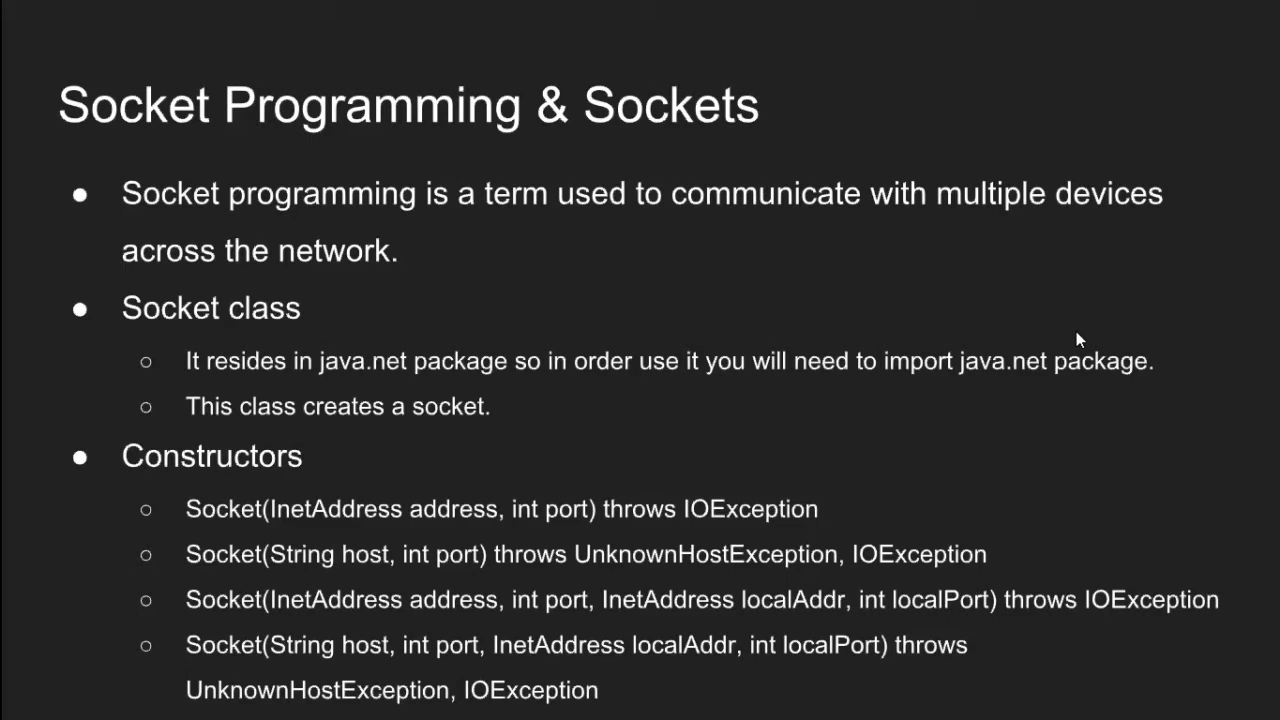 Socket Programming & Sockets
● Socket programming is a term used to communicate with multiple devices
across the network.
● Socket class
○ It resides in java.net package so in order use it you will need to import java.net package.
○ This class creates a socket.
● Constructors
○ Socket(InetAddress address, int port) throws IOException
○ Socket(String host, int port) throws UnknownHostException, IOException
○ Socket(InetAddress address, int port, InetAddress localAddr, int localPort) throws IOException
○ Socket(String host, int port, InetAddress localAddr, int localPort) throws
UnknownHostException, IOException